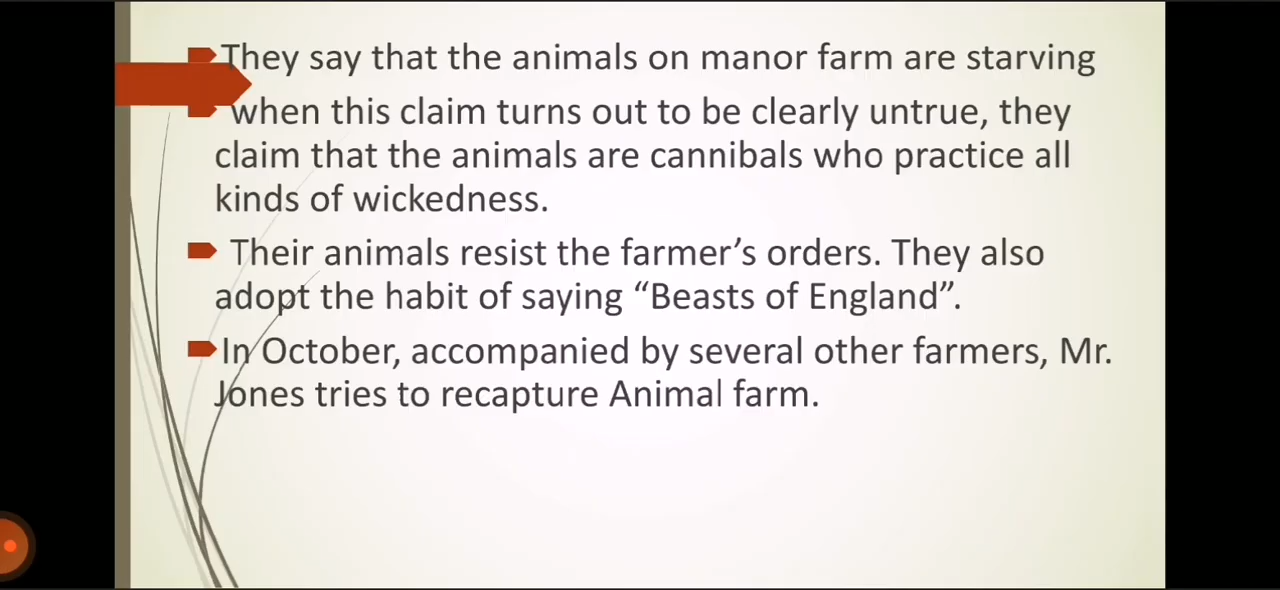 They say that the animals on manor farm are starving
when this claim turns out to be clearly untrue, they
claim that the animals are cannibals who practice all
kinds of wickedness.
Their animals resist the farmer’s orders. They also
adopt the habit of saying “Beasts of England”.
In October, accompanied by several other farmers, Mr.
Jones tries to recapture Animal farm.